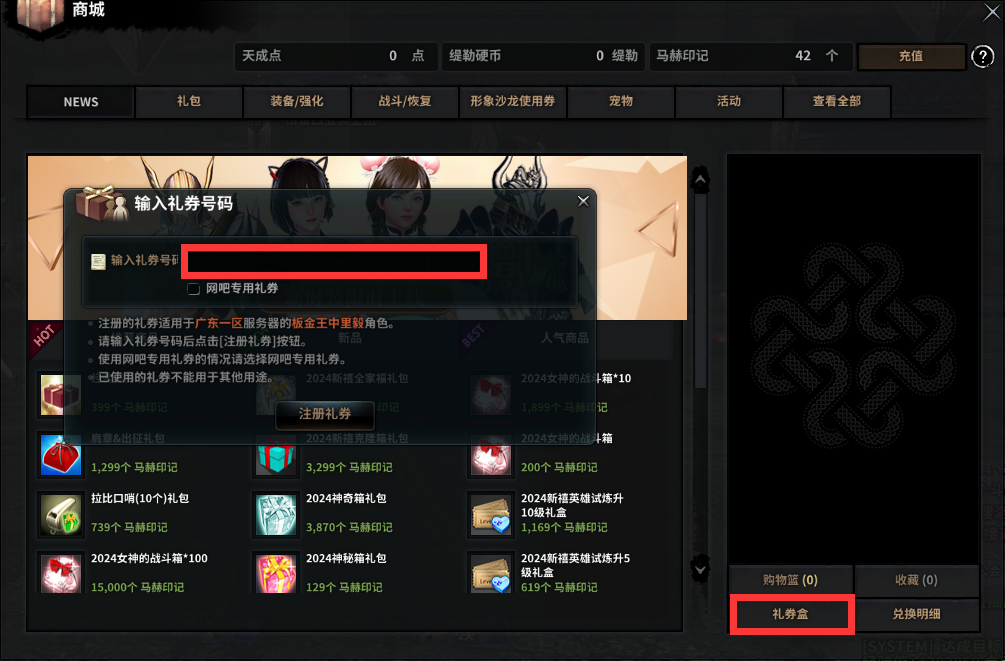 商城
天成点 0 点 缇勒硬币 0 缇勒 马赫印记 42 个 充值 ?
NEWS 礼包 装备/强化 战斗/恢复 形象沙龙使用券 宠物 活动 查看全部
输入礼券号码
输入礼券号码
网吧专用礼券
注册的礼券适用于广东一区服务器的板金王中里毅角色。
请输入礼券号码后点击[注册礼券]按钮。
使用网吧专用礼券的情况请选择网吧专用礼券。
已使用的礼券不能用于其他用途。
注册礼券
HOT 新品 BEST 人气商品
399个 马赫印记
2024新禧全家福礼包
印记
2024女神的战斗箱*10
1,899个 马赫印记
肩章&出征礼包
1,299个 马赫印记
2024新禧克隆箱礼包
3,299个 马赫印记
2024女神的战斗箱
200个 马赫印记
拉比口哨(10个)礼包
739个 马赫印记
2024神奇箱礼包
3,870个 马赫印记
2024新禧英雄试炼升
10级礼盒
1,169个 马赫印记
2024女神的战斗箱*100
15,000个 马赫印记
2024神秘箱礼包
129个 马赫印记
2024新禧英雄试炼升5
级礼盒
619个 马赫印记
购物篮 (0) 收藏 (0)
礼券盒 兑换明细
[SYSTEM] 达成目标